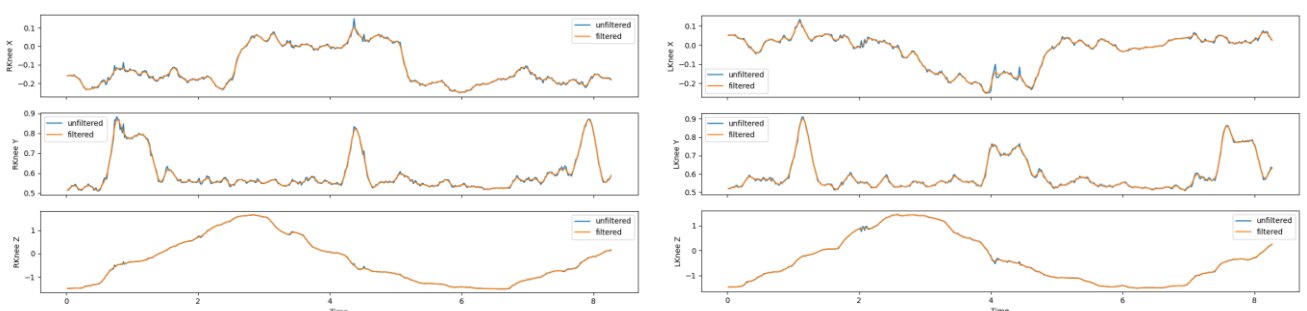 RKnee X
0.1
0.0
−0.1
−0.2
unfiltered
filtered
RKnee Y
0.9
0.8
0.7
0.6
0.5
unfiltered
filtered
RKnee Z
1
0
−1
unfiltered
filtered
0 2 4 6 8
Time
LKnee X
0.1
0.0
−0.1
−0.2
unfiltered
filtered
LKnee Y
0.9
0.8
0.7
0.6
0.5
unfiltered
filtered
LKnee Z
1
0
−1
unfiltered
filtered
0 2 4 6 8
Time